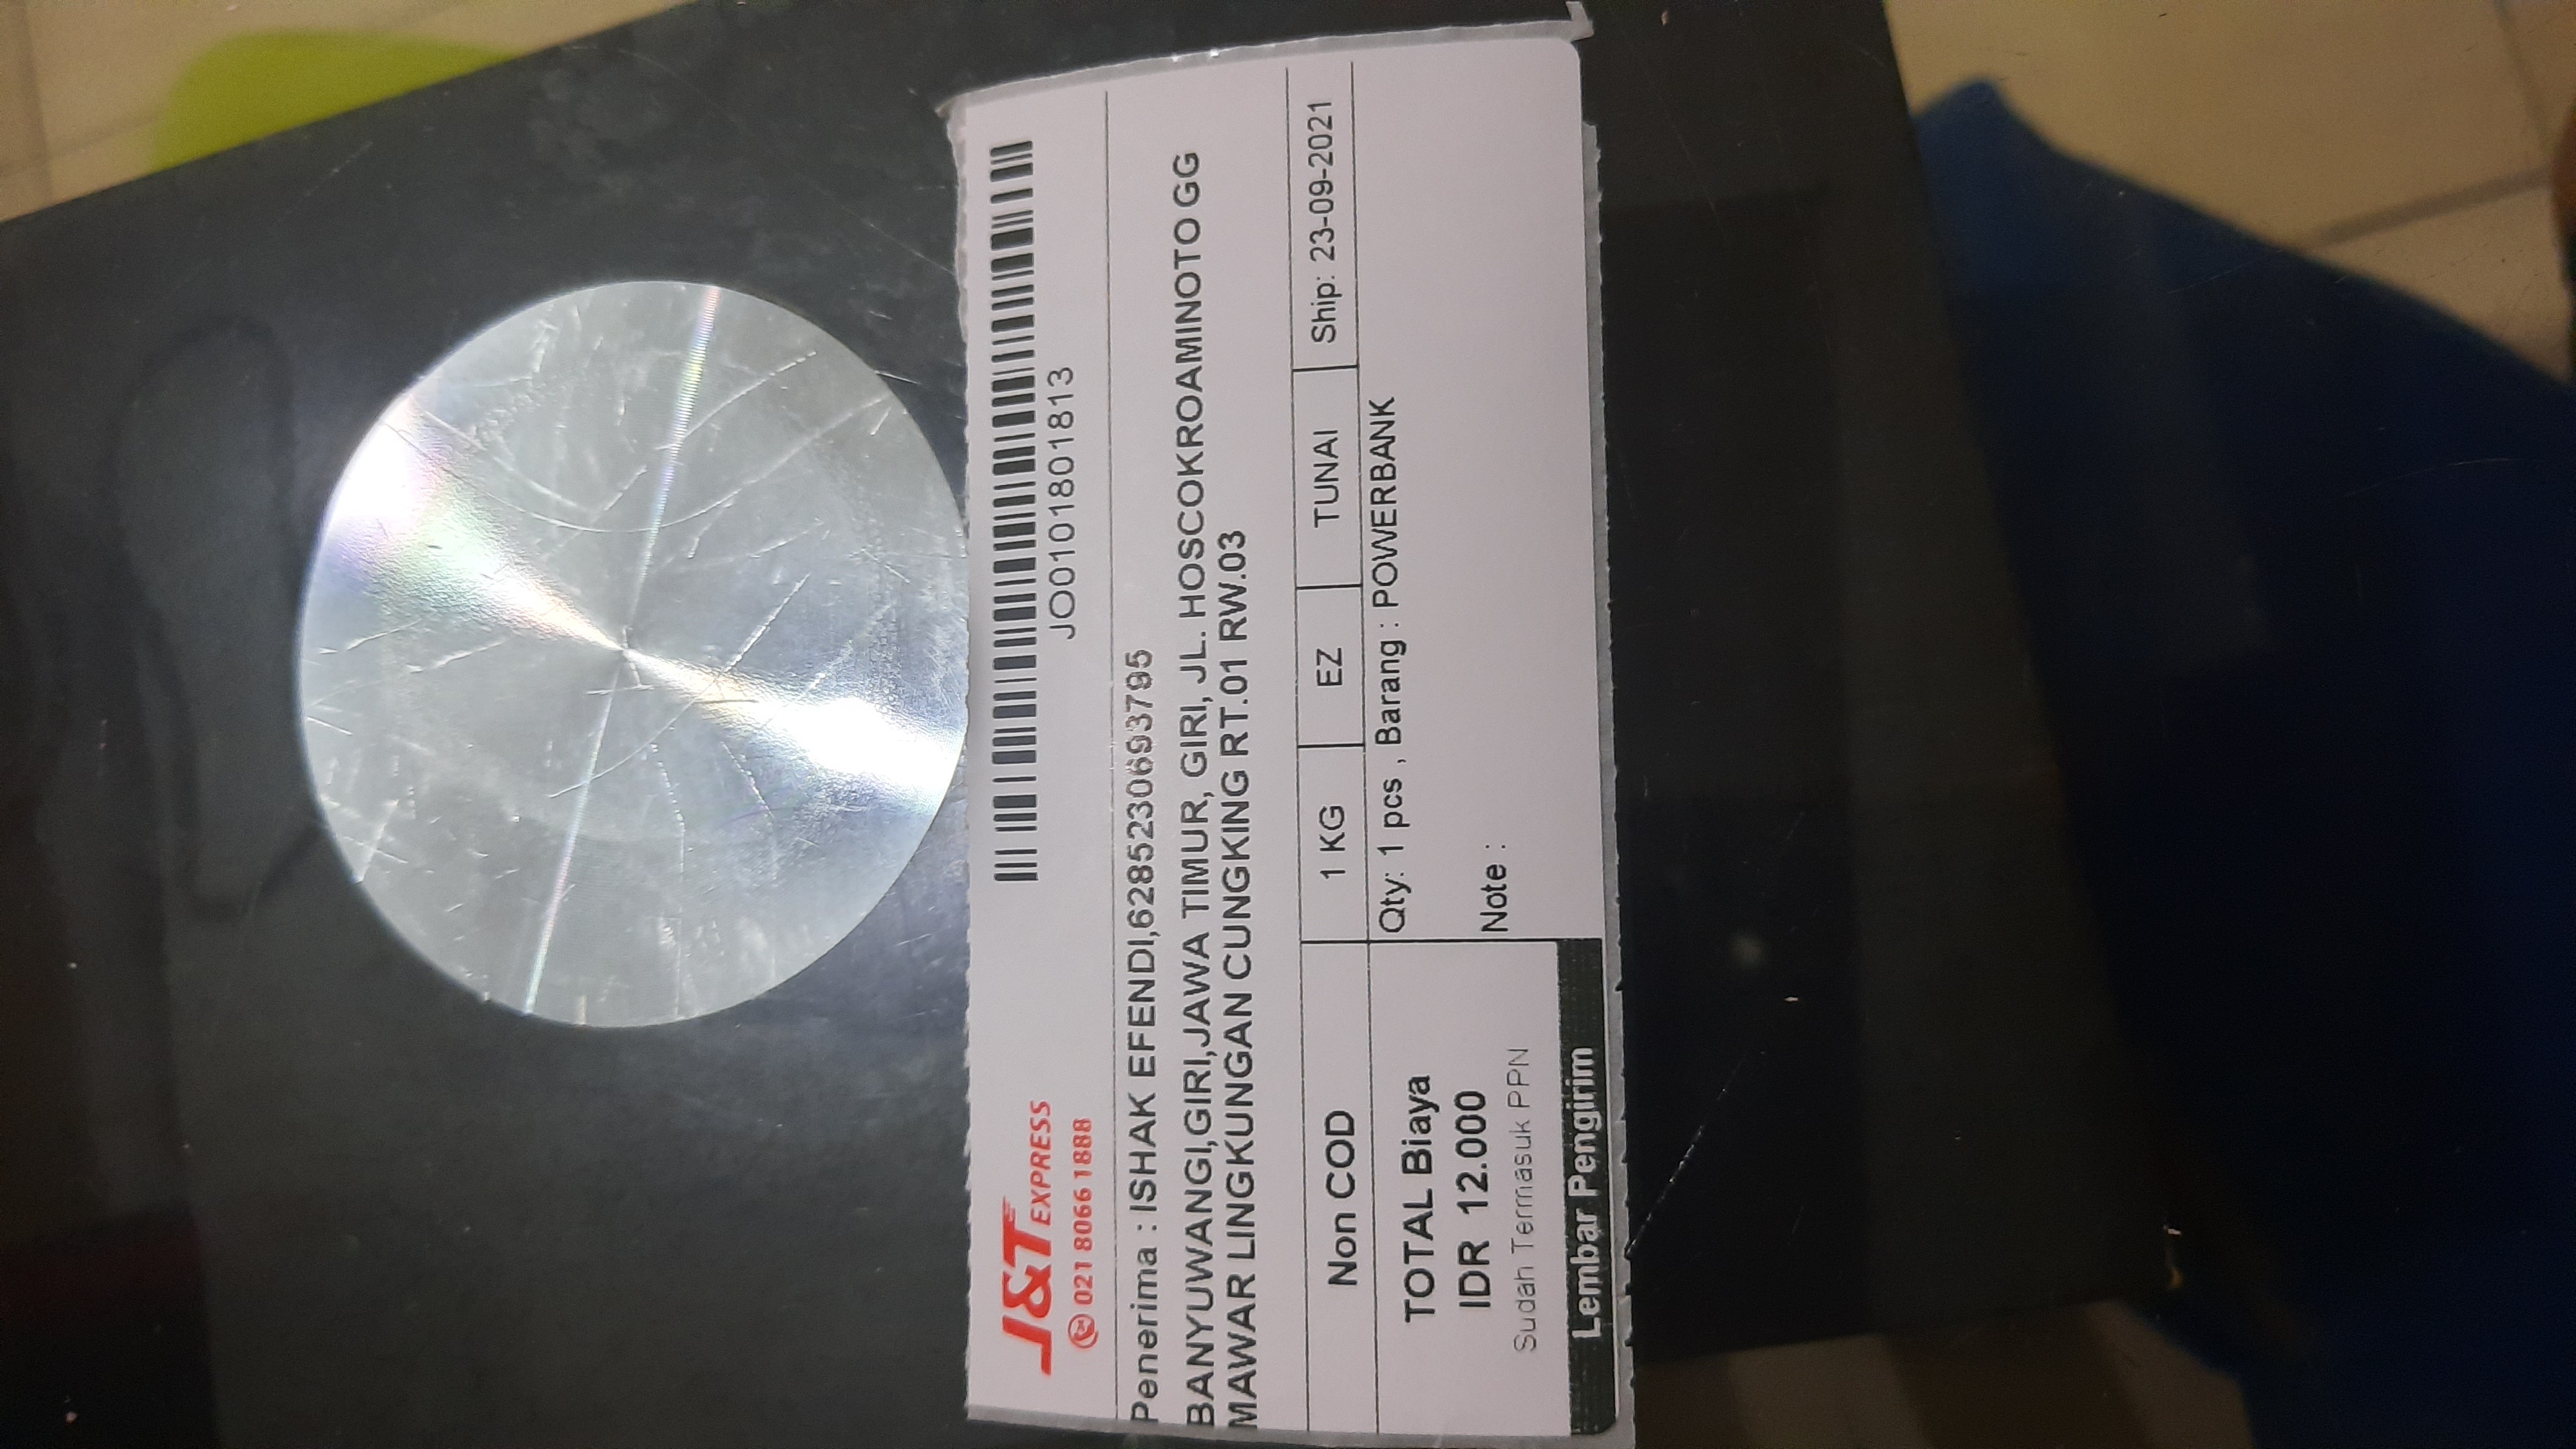 J&T EXPRESS
021 8066 1888
JO0101801813
Penerima : ISHAK EFENDI,6285230693795
BANYUWANGI,GIRI,JAWA TIMUR, GIRI, JL. HOSCOKROAMINOTO GG
MAWAR LINGKUNGAN CUNGKING RT.01 RW.03
Non COD
1 KG
EZ
TUNAI
Ship: 23-09-2021
TOTAL Biaya
IDR 12.000
Sudah Termasuk PPN
Lembar Pengirim
Qty: 1 pcs , Barang : POWERBANK
Note :